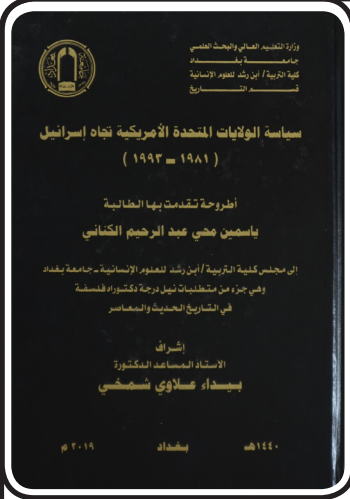 وزارة التعليم العالي والبحث العلمي
جامعة بغداد
كلية التربية / أبن رشد للعلوم الإنسانية
قسم التاريخ
سياسة الولايات المتحدة الأمريكية تجاه إسرائيل
( ١٩٨١ – ١٩٩٣ )
أطروحة تقدمت بها الطالبة
ياسمين محي عبد الرحيم الكناني
إلى مجلس كلية التربية / أبن رشد للعلوم الإنسانية – جامعة بغداد
وهي جزء من متطلبات نيل درجة دكتوراه فلسفة
في التاريخ الحديث والمعاصر
إشراف
الأستاذ المساعد الدكتورة
بيداء علاوي شمخي
١٤٤٠هـ بغداد ٢٠١٩ م